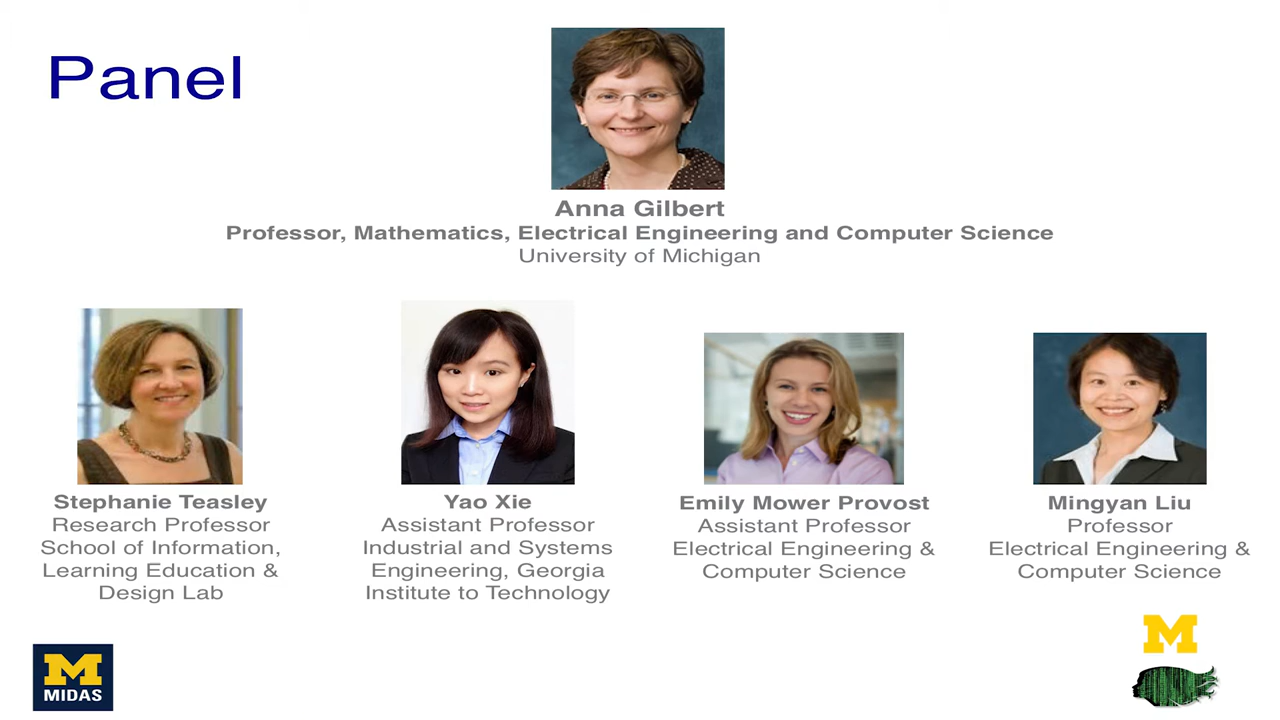 Panel
Anna Gilbert
Professor, Mathematics, Electrical Engineering and Computer Science
University of Michigan
Stephanie Teasley
Research Professor
School of Information,
Learning Education &
Design Lab
Yao Xie
Assistant Professor
Industrial and Systems
Engineering, Georgia
Institute to Technology
Emily Mower Provost
Assistant Professor
Electrical Engineering &
Computer Science
Mingyan Liu
Professor
Electrical Engineering &
Computer Science
M
MIDAS
M